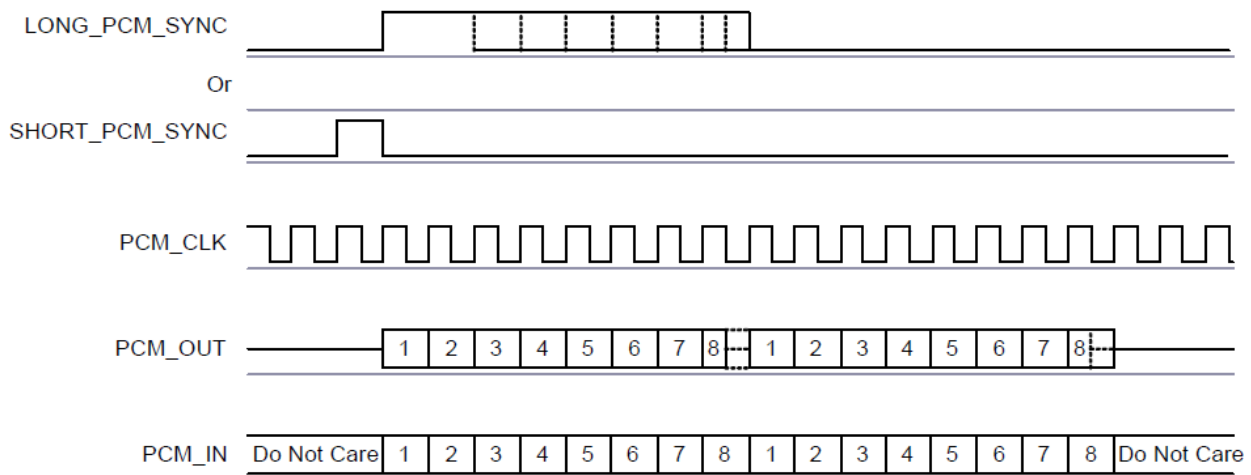 LONG_PCM_SYNC
Or
SHORT_PCM_SYNC
PCM_CLK
PCM_OUT 1 2 3 4 5 6 7 8 1 2 3 4 5 6 7 8
PCM_IN Do Not Care 1 2 3 4 5 6 7 8 1 2 3 4 5 6 7 8 Do Not Care